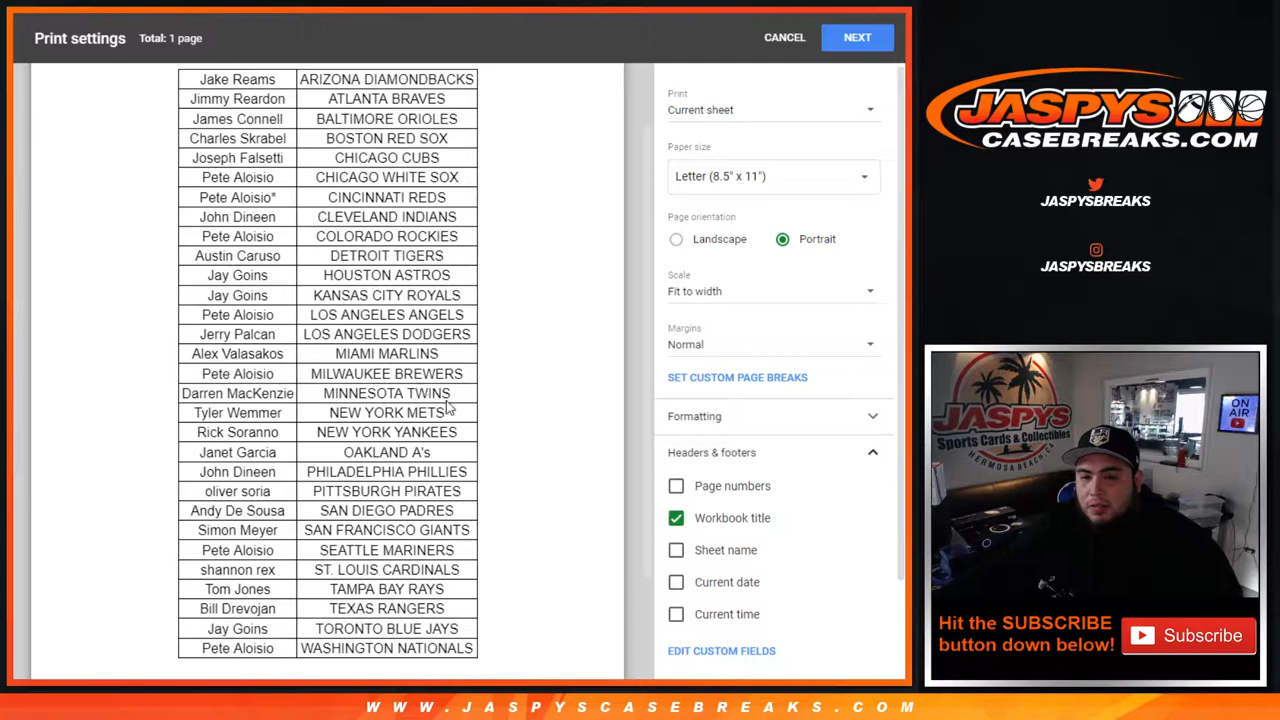 Print settings Total: 1 page CANCEL NEXT
Jake Reams ARIZONA DIAMONDBACKS
Jimmy Reardon ATLANTA BRAVES
James Connell BALTIMORE ORIOLES
Charles Skrabel BOSTON RED SOX
Joseph Falsetti CHICAGO CUBS
Pete Aloisio CHICAGO WHITE SOX
Pete Aloisio* CINCINNATI REDS
John Dineen CLEVELAND INDIANS
Pete Aloisio COLORADO ROCKIES
Austin Caruso DETROIT TIGERS
Jay Goins HOUSTON ASTROS
Jay Goins KANSAS CITY ROYALS
Pete Aloisio LOS ANGELES ANGELS
Jerry Palcan LOS ANGELES DODGERS
Alex Valasakos MIAMI MARLINS
Pete Aloisio MILWAUKEE BREWERS
Darren MacKenzie MINNESOTA TWINS
Tyler Wemmer NEW YORK METS
Rick Soranno NEW YORK YANKEES
Janet Garcia OAKLAND A's
John Dineen PHILADELPHIA PHILLIES
oliver soria PITTSBURGH PIRATES
Andy De Sousa SAN DIEGO PADRES
Simon Meyer SAN FRANCISCO GIANTS
Pete Aloisio SEATTLE MARINERS
shannon rex ST. LOUIS CARDINALS
Tom Jones TAMPA BAY RAYS
Bill Drevojan TEXAS RANGERS
Jay Goins TORONTO BLUE JAYS
Pete Aloisio WASHINGTON NATIONALS
Print
Current sheet
Paper size
Letter (8.5" x 11")
Page orientation
Landscape Portrait
Scale
Fit to width
Margins
Normal
SET CUSTOM PAGE BREAKS
Formatting
Headers & footers
Page numbers
Workbook title
Sheet name
Current date
Current time
EDIT CUSTOM FIELDS
JASPYS
CASEBREAKS.COM
JASPYSBREAKS
JASPYSBREAKS
JASPYS
Sports Cards & Collectibles
HERMOSA BEACH, CA
ON
AIR
Hit the SUBSCRIBE
button down below!
Subscribe
WWW.JASPYSCASEBREAKS.COM